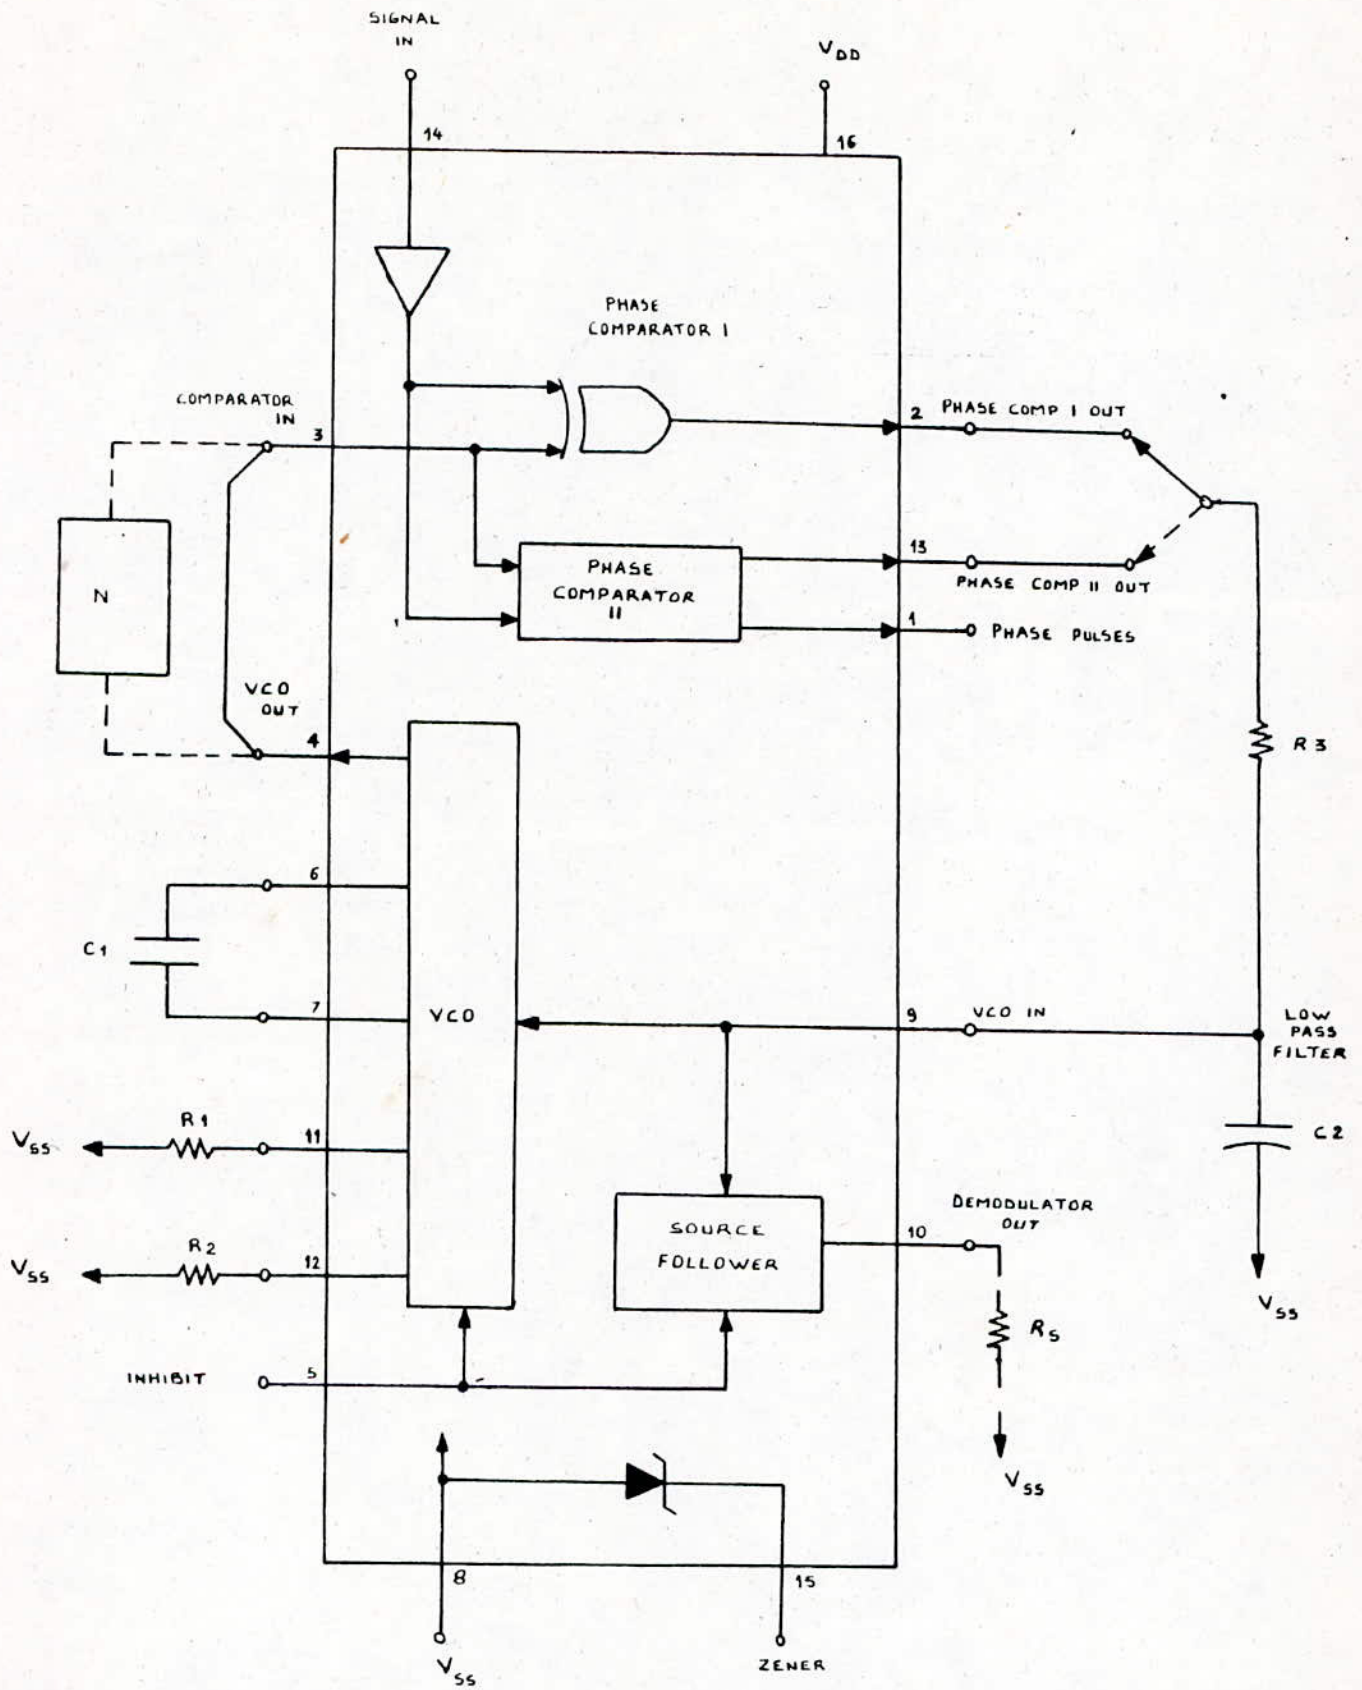 SIGNAL
IN
V DD
14
16
PHASE
COMPARATOR I
COMPARATOR
IN
3
2
PHASE COMP I OUT
13
PHASE COMP II OUT
PHASE
COMPARATOR
II
N
1
PHASE PULSES
VCO
OUT
4
R3
6
C1
7
VCO
9
VCO IN
LOW
PASS
FILTER
R1
VSS
11
C2
R2
VSS
12
SOURCE
FOLLOWER
10
DEMODULATOR
OUT
VSS
RS
INHIBIT
5
VSS
8
15
VSS
ZENER